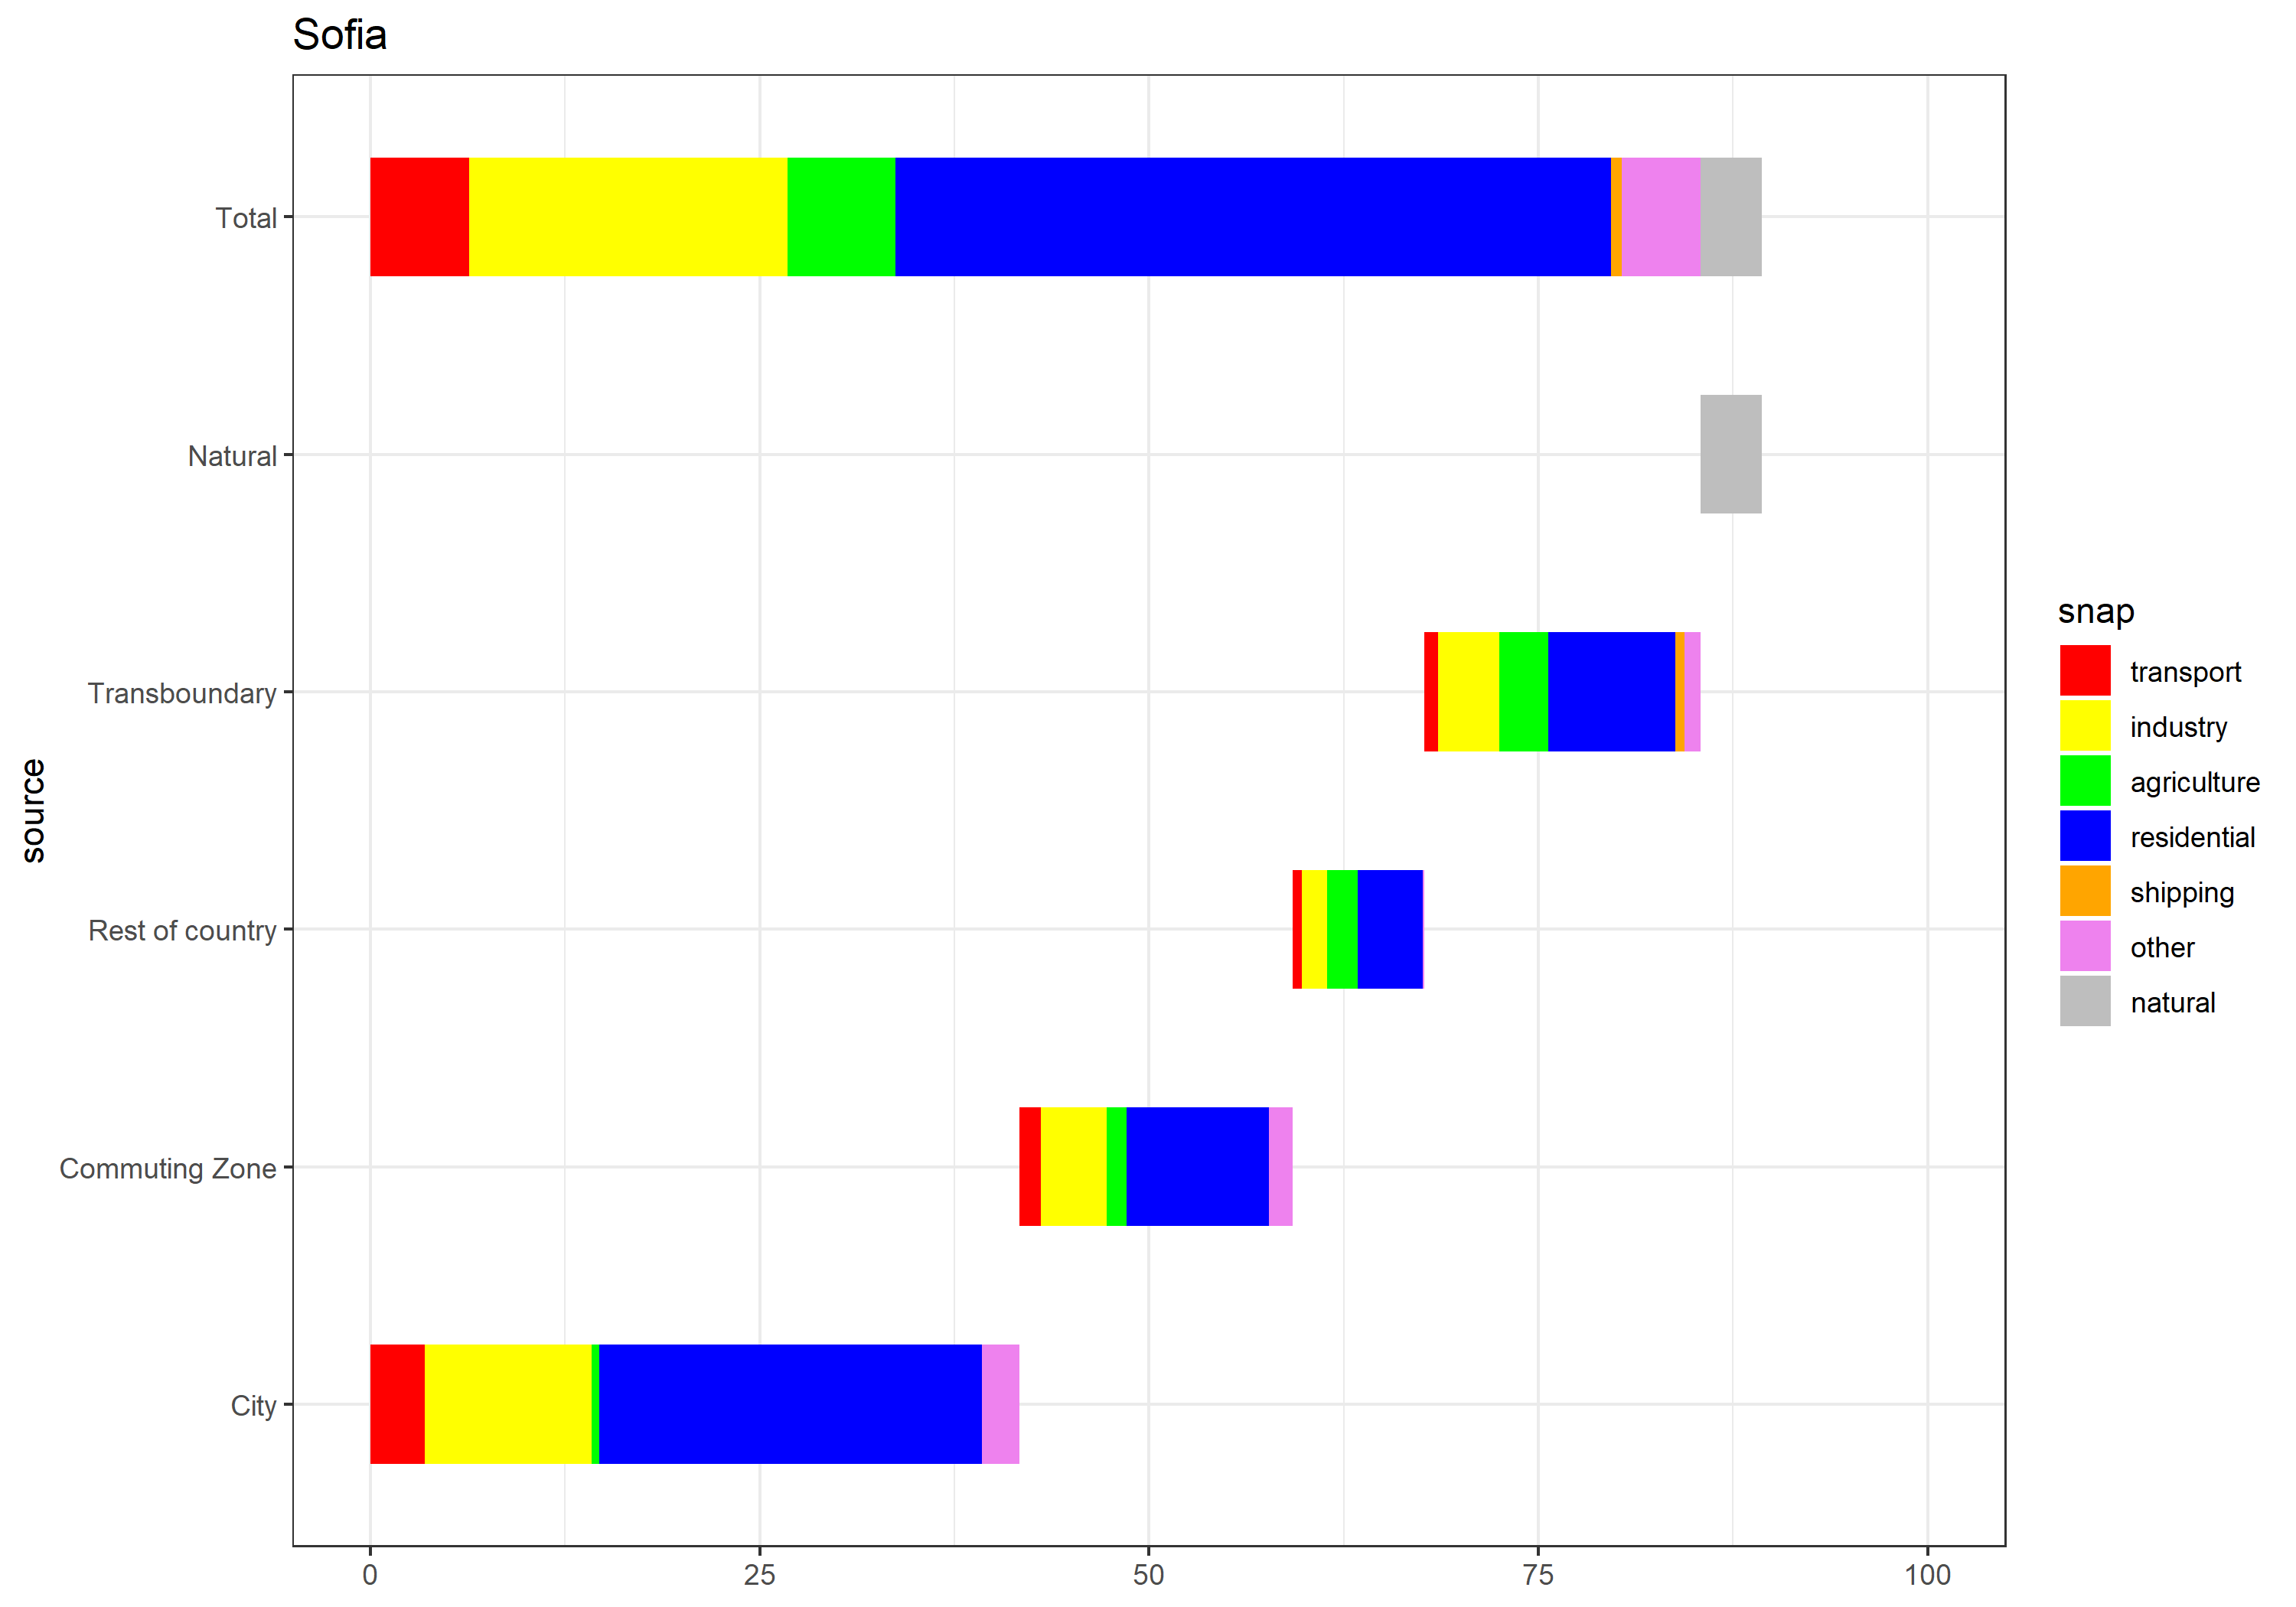 Sofia
Total
Natural
Transboundary
Rest of country
Commuting Zone
City
source
0 25 50 75 100
snap
transport
industry
agriculture
residential
shipping
other
natural